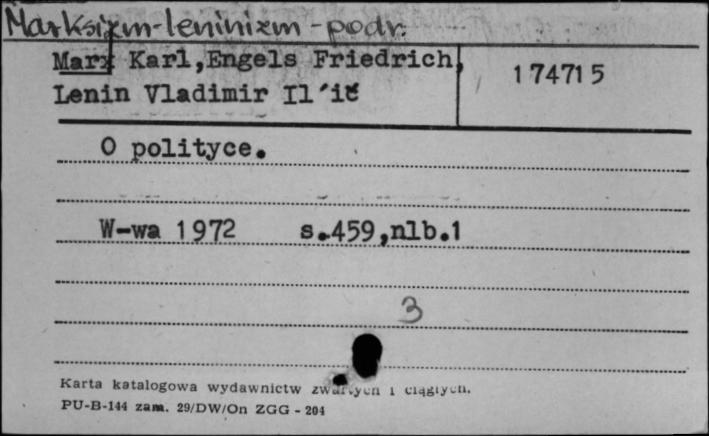 Marksizm-leninizm - podr.
Marx Karl,Engels Friedrich,
174715
Lenin Vladimir Il´ič
O polityce.
W-wa 1972 s.459,nlb.1
3
Karta katalogowa wydawnictw zwartych i ciągłych.
PU-B-144 zam. 29/DW/On ZGG - 204